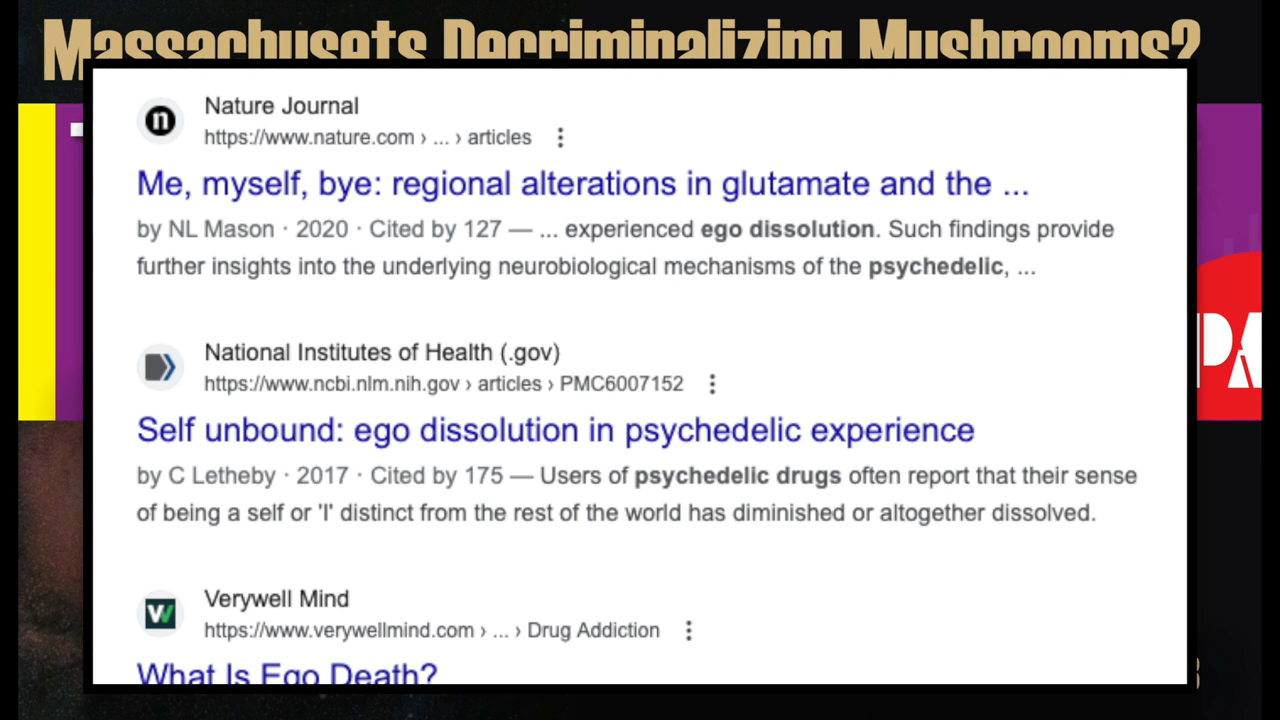 Massachusets Decriminalizing Mushrooms?
Nature Journal
https://www.nature.com › ... › articles
Me, myself, bye: regional alterations in glutamate and the ...
by NL Mason · 2020 · Cited by 127 — ... experienced ego dissolution. Such findings provide
further insights into the underlying neurobiological mechanisms of the psychedelic, ...
National Institutes of Health (.gov)
https://www.ncbi.nlm.nih.gov › articles › PMC6007152
Self unbound: ego dissolution in psychedelic experience
by C Letheby · 2017 · Cited by 175 — Users of psychedelic drugs often report that their sense
of being a self or 'I' distinct from the rest of the world has diminished or altogether dissolved.
Verywell Mind
https://www.verywellmind.com › ... › Drug Addiction
What Is Ego Death?